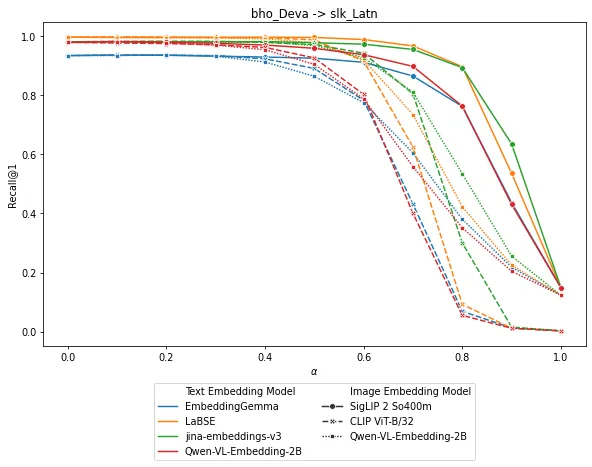 bho_Deva -> slk_Latn
Recall@1
1.0
0.8
0.6
0.4
0.2
0.0
0.0 0.2 0.4 0.6 0.8 1.0
α
Text Embedding Model
EmbeddingGemma
LaBSE
jina-embeddings-v3
Qwen-VL-Embedding-2B
Image Embedding Model
SigLIP 2 So400m
CLIP ViT-B/32
Qwen-VL-Embedding-2B